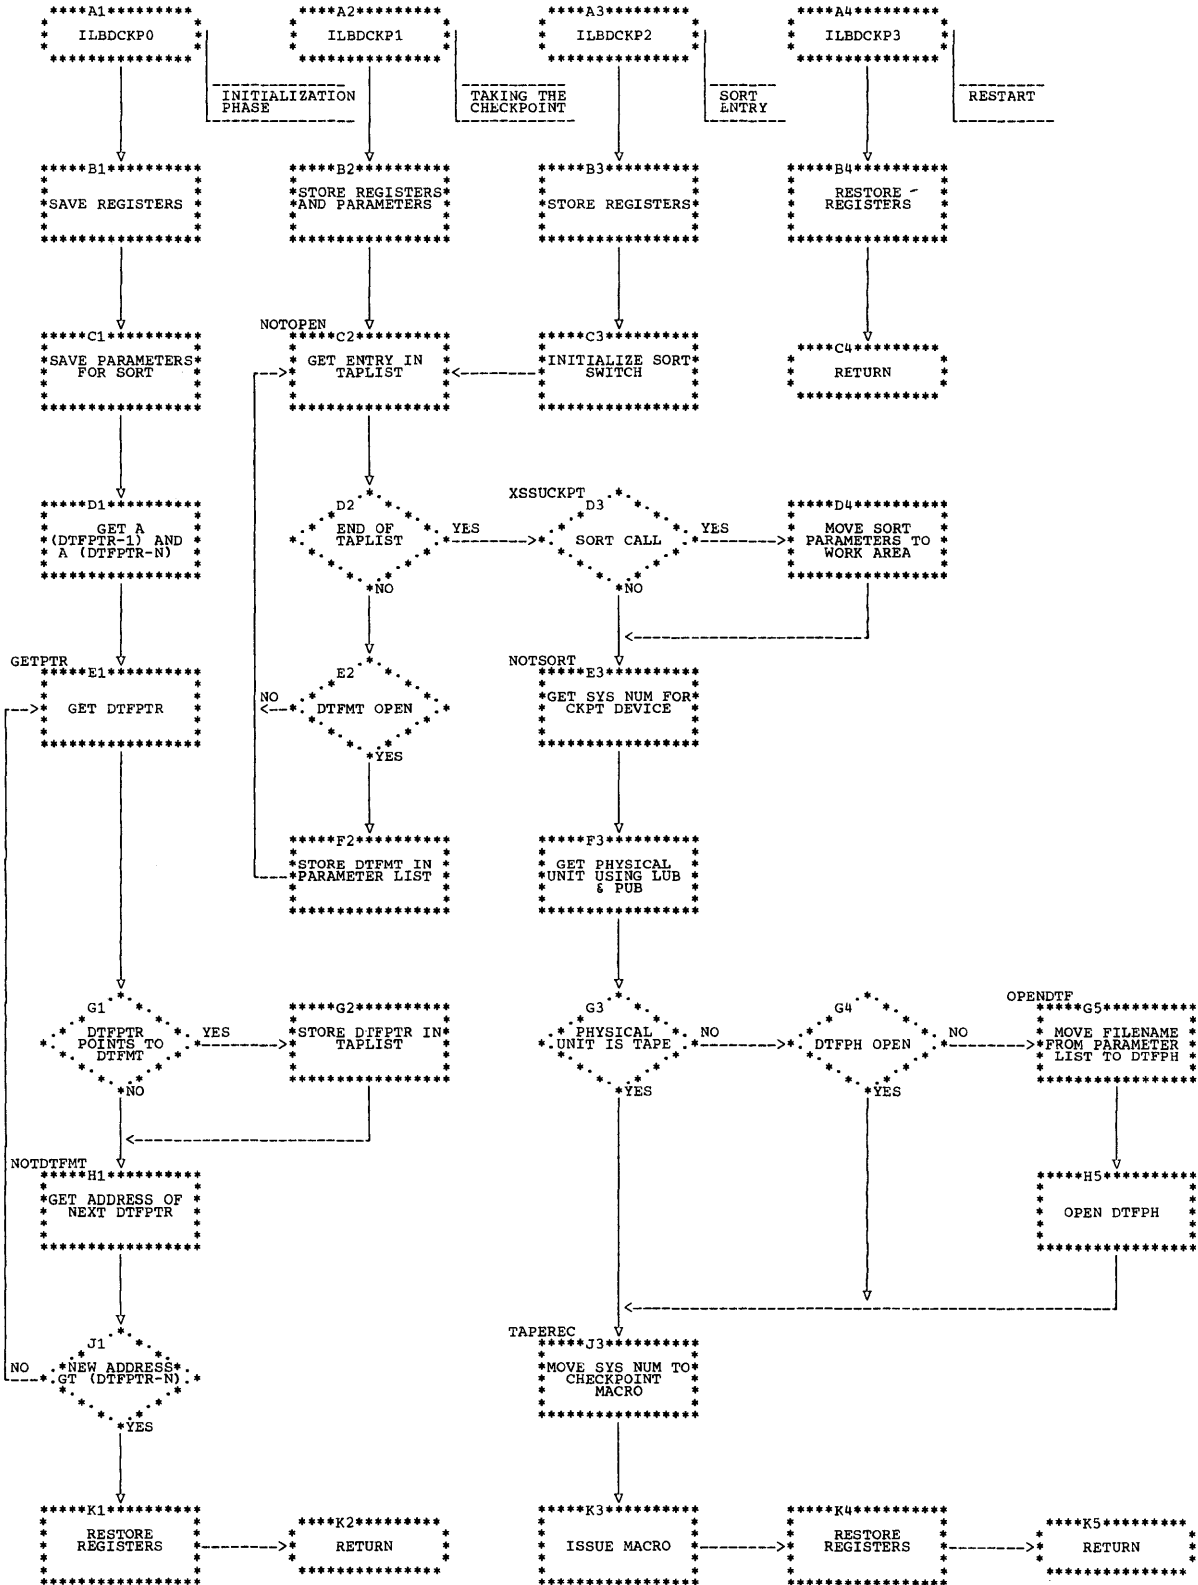 A1
ILBDCKP0
INITIALIZATION
PHASE
A2
ILBDCKP1
TAKING THE
CHECKPOINT
A3
ILBDCKP2
SORT
ENTRY
A4
ILBDCKP3
RESTART
B1
SAVE REGISTERS
B2
STORE REGISTERS
AND PARAMETERS
B3
STORE REGISTERS
B4
RESTORE
REGISTERS
C1
SAVE PARAMETERS
FOR SORT
NOTOPEN
C2
GET ENTRY IN
TAPLIST
C3
INITIALIZE SORT
SWITCH
C4
RETURN
D1
GET A
(DTFPTR-1) AND
A (DTFPTR-N)
D2
END OF
TAPLIST
YES
NO
XSSUCKPT
D3
SORT CALL
YES
NO
D4
MOVE SORT
PARAMETERS TO
WORK AREA
GETPTR
E1
GET DTFPTR
E2
DTFMT OPEN
NO
YES
NOTSORT
E3
GET SYS NUM FOR
CKPT DEVICE
F2
STORE DTFMT IN
PARAMETER LIST
F3
GET PHYSICAL
UNIT USING LUB
& PUB
G1
DTFPTR
POINTS TO
DTFMT
YES
NO
G2
STORE DTFPTR IN
TAPLIST
G3
PHYSICAL
UNIT IS TAPE
NO
YES
G4
DTFPH OPEN
NO
YES
OPENDTF
G5
MOVE FILENAME
FROM PARAMETER
LIST TO DTFPH
NOTDTFMT
H1
GET ADDRESS OF
NEXT DTFPTR
H5
OPEN DTFPH
J1
NEW ADDRESS
GT (DTFPTR-N)
NO
YES
TAPEREC
J3
MOVE SYS NUM TO
CHECKPOINT
MACRO
K1
RESTORE
REGISTERS
K2
RETURN
K3
ISSUE MACRO
K4
RESTORE
REGISTERS
K5
RETURN